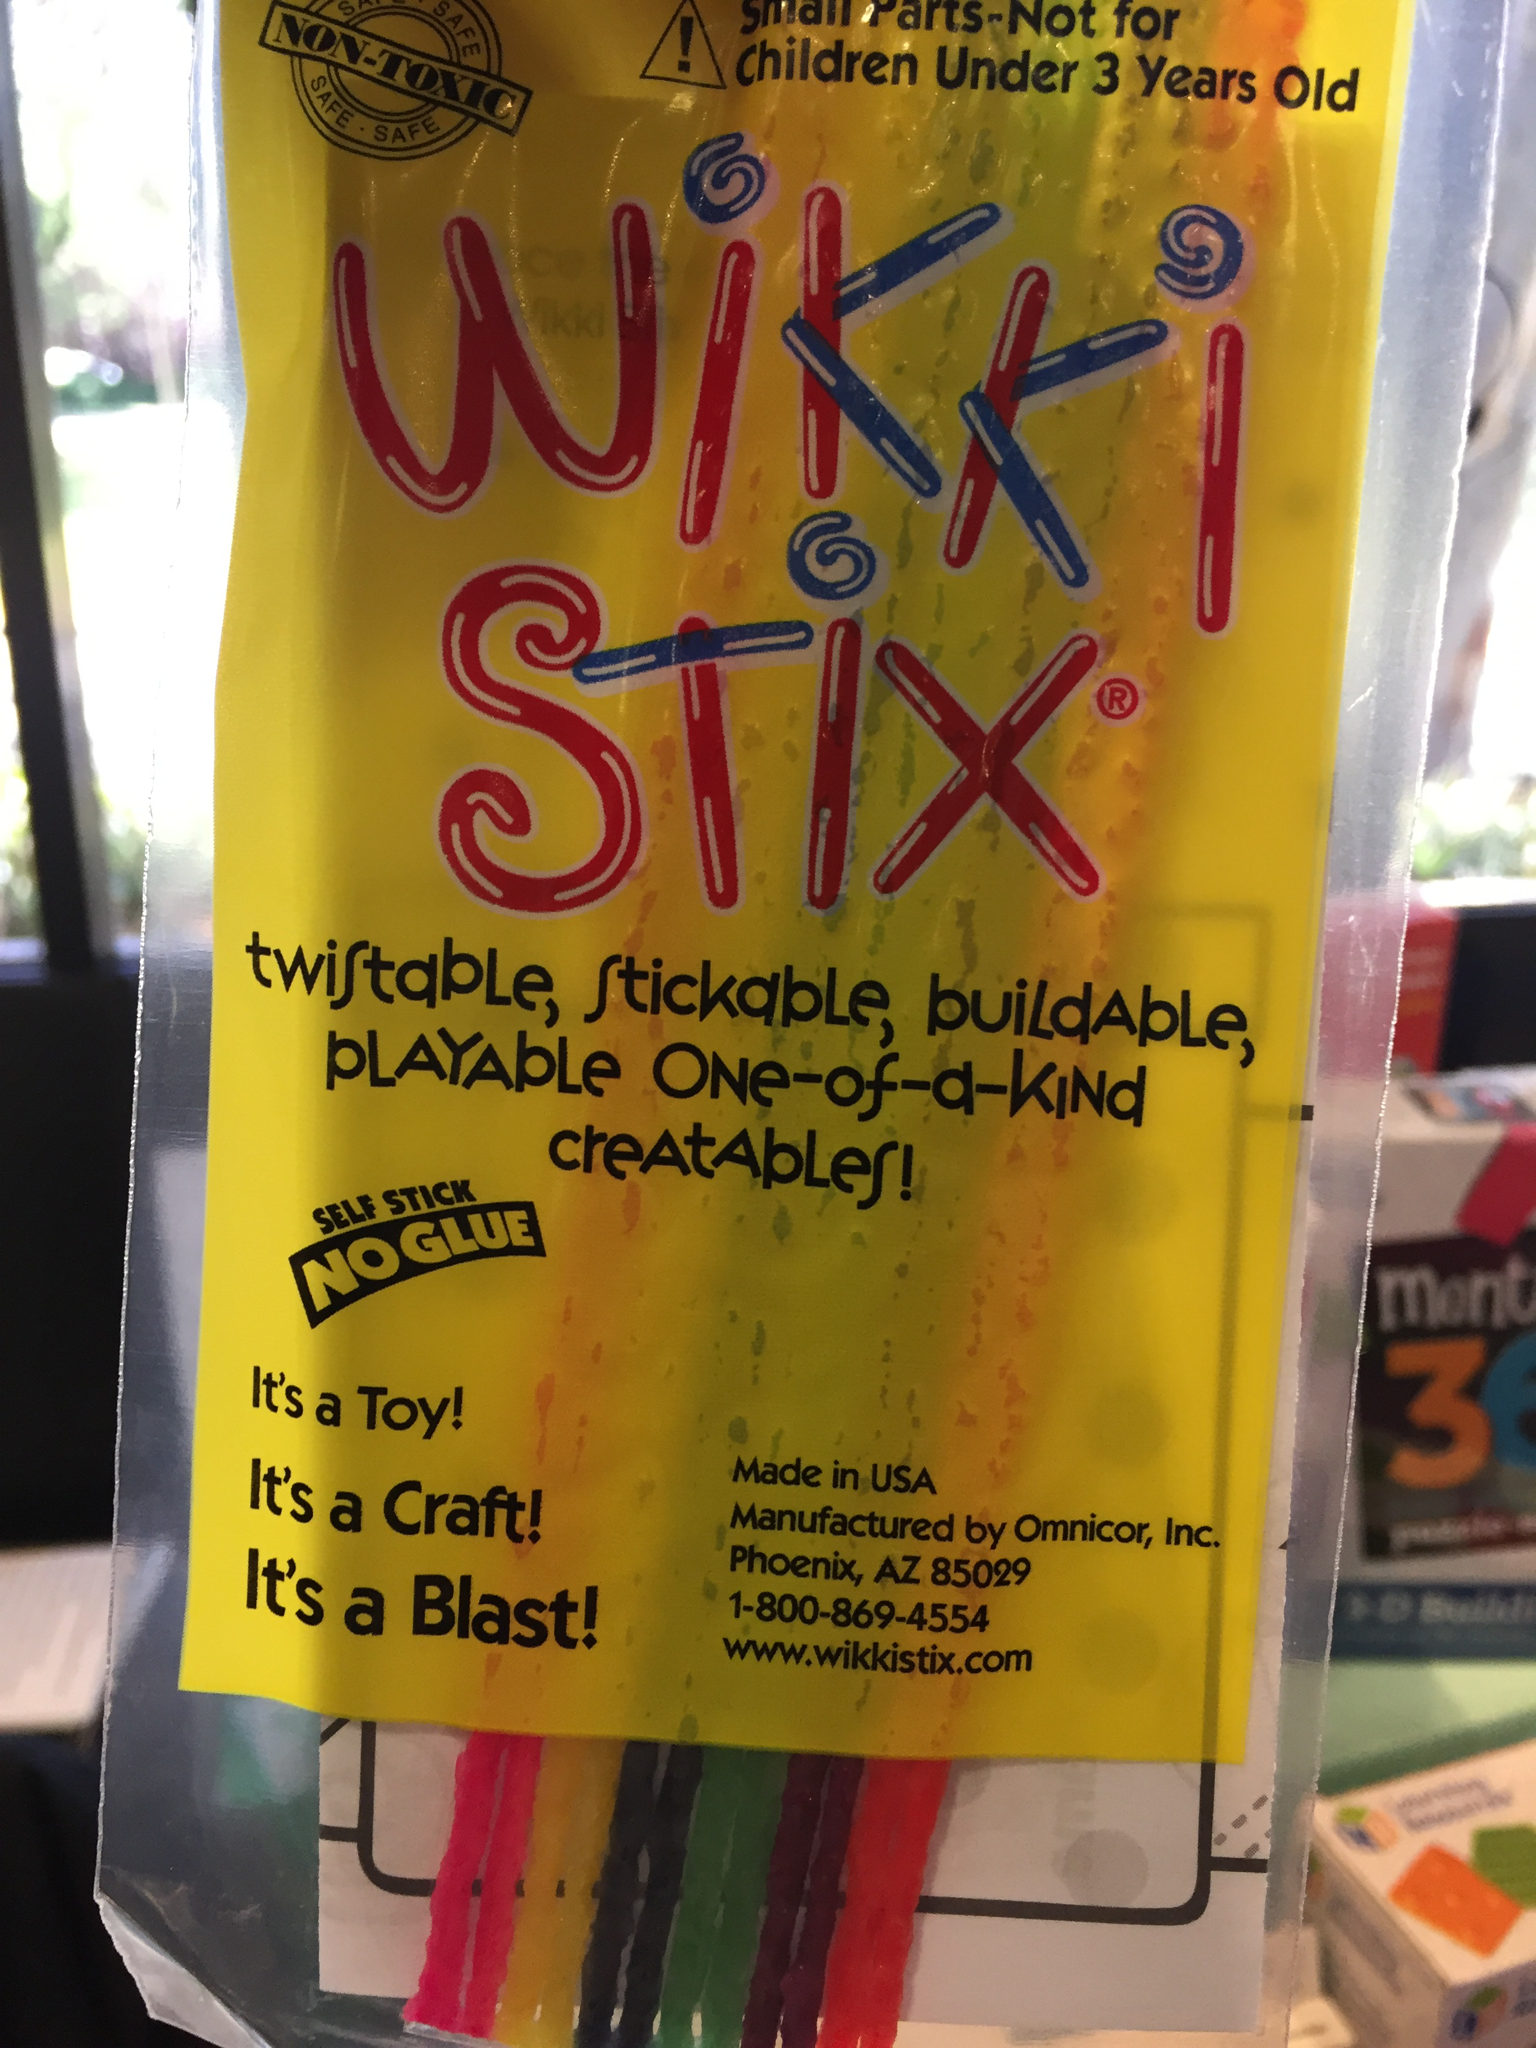 SAFE · SAFE
NON-TOXIC
SAFE · SAFE
Small Parts-Not for
Children Under 3 Years Old
Wikki
Stix®
twistable, stickable, buildable,
playable one-of-a-kind
creatables!
SELF STICK
NO GLUE
It's a Toy!
It's a Craft!
It's a Blast!
Made in USA
Manufactured by Omnicor, Inc.
Phoenix, AZ 85029
1-800-869-4554
www.wikkistix.com